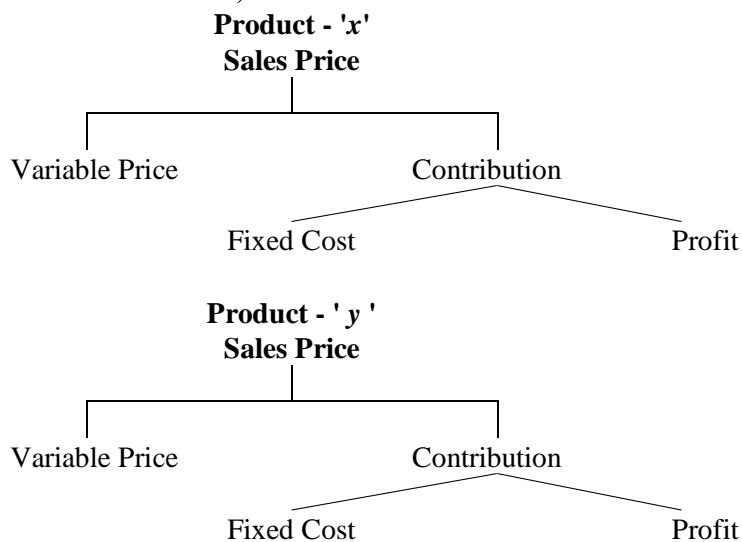 Product - 'x'
Sales Price
Variable Price Contribution
Fixed Cost Profit
Product - ' y '
Sales Price
Variable Price Contribution
Fixed Cost Profit